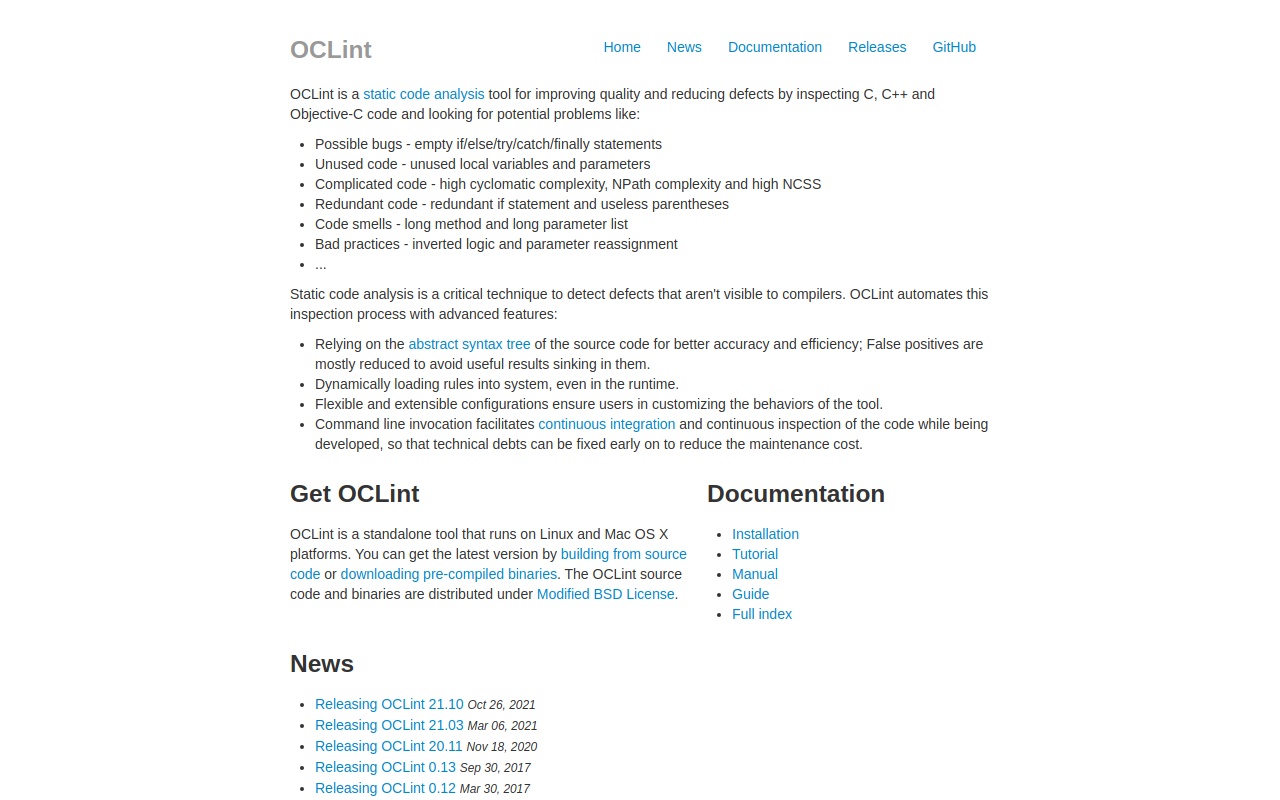 OCLint
Home News Documentation Releases GitHub
OCLint is a static code analysis tool for improving quality and reducing defects by inspecting C, C++ and
Objective-C code and looking for potential problems like:
• Possible bugs - empty if/else/try/catch/finally statements
• Unused code - unused local variables and parameters
• Complicated code - high cyclomatic complexity, NPath complexity and high NCSS
• Redundant code - redundant if statement and useless parentheses
• Code smells - long method and long parameter list
• Bad practices - inverted logic and parameter reassignment
• ...
Static code analysis is a critical technique to detect defects that aren't visible to compilers. OCLint automates this
inspection process with advanced features:
• Relying on the abstract syntax tree of the source code for better accuracy and efficiency; False positives are
mostly reduced to avoid useful results sinking in them.
• Dynamically loading rules into system, even in the runtime.
• Flexible and extensible configurations ensure users in customizing the behaviors of the tool.
• Command line invocation facilitates continuous integration and continuous inspection of the code while being
developed, so that technical debts can be fixed early on to reduce the maintenance cost.
Get OCLint
OCLint is a standalone tool that runs on Linux and Mac OS X
platforms. You can get the latest version by building from source
code or downloading pre-compiled binaries. The OCLint source
code and binaries are distributed under Modified BSD License.
Documentation
• Installation
• Tutorial
• Manual
• Guide
• Full index
News
• Releasing OCLint 21.10 Oct 26, 2021
• Releasing OCLint 21.03 Mar 06, 2021
• Releasing OCLint 20.11 Nov 18, 2020
• Releasing OCLint 0.13 Sep 30, 2017
• Releasing OCLint 0.12 Mar 30, 2017